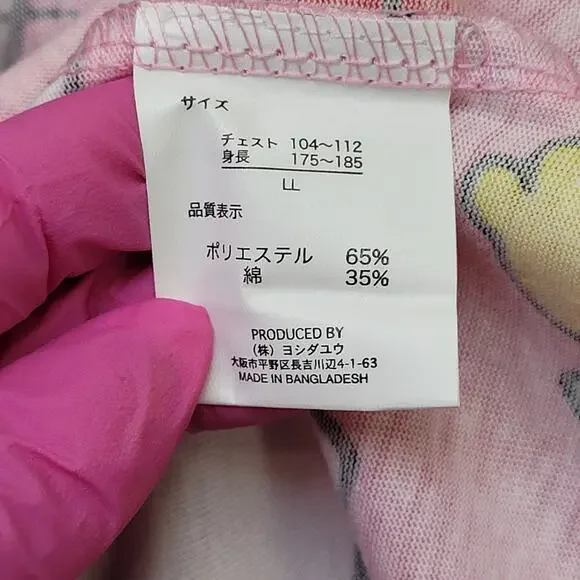 サイズ
チェスト 104～112
身長 175～185
LL
品質表示
ポリエステル 65%
綿 35%
PRODUCED BY
(株) ヨシダユウ
大阪市平野区長吉川辺4-1-63
MADE IN BANGLADESH